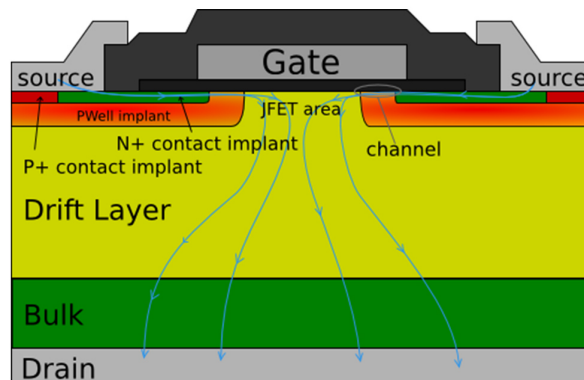 Gate
source
source
PWell implant
JFET area
N+ contact implant
channel
P+ contact implant
Drift Layer
Bulk
Drain